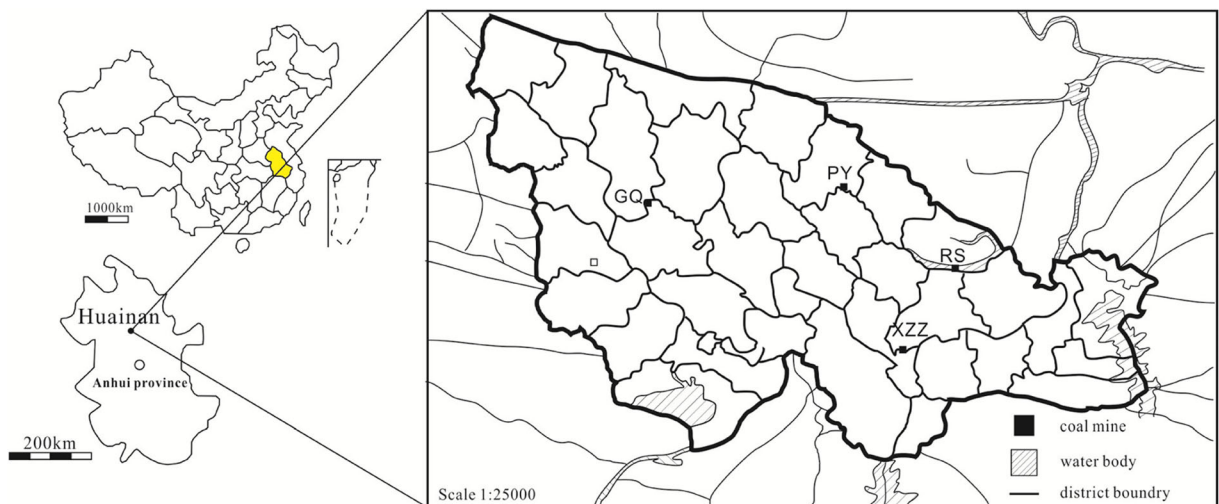 1000km
Huainan
Anhui province
200km
GQ
PY
RS
XZZ
coal mine
water body
district boundry
Scale 1:25000